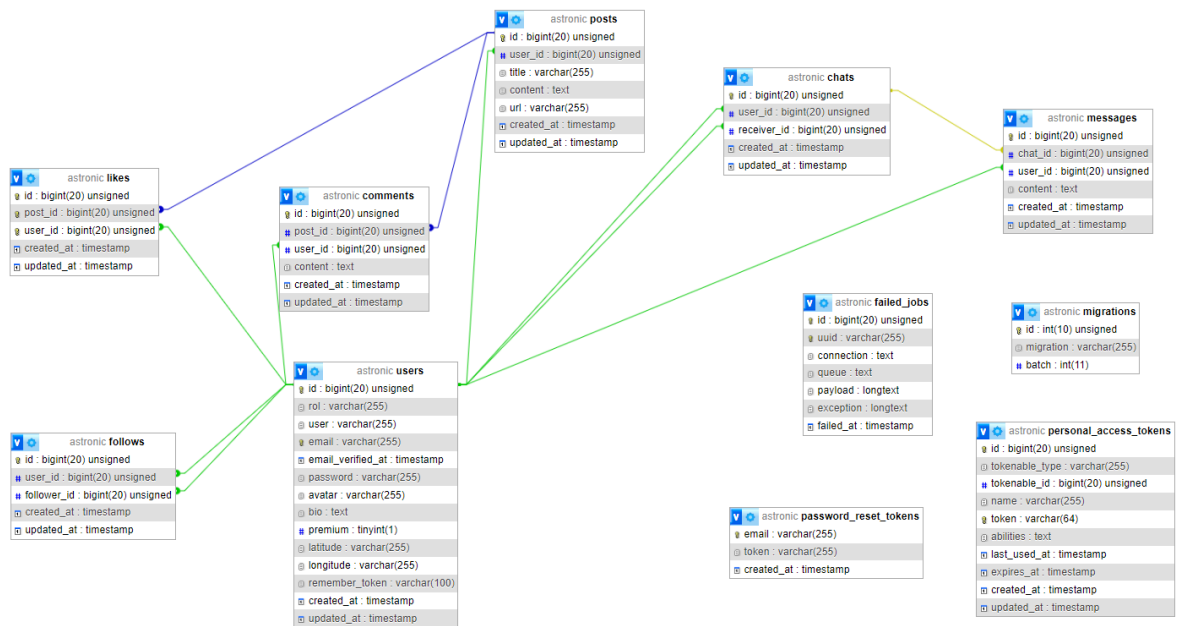 astronic posts
id : bigint(20) unsigned
user_id : bigint(20) unsigned
title : varchar(255)
content : text
url : varchar(255)
created_at : timestamp
updated_at : timestamp
astronic chats
id : bigint(20) unsigned
user_id : bigint(20) unsigned
receiver_id : bigint(20) unsigned
created_at : timestamp
updated_at : timestamp
astronic messages
id : bigint(20) unsigned
chat_id : bigint(20) unsigned
user_id : bigint(20) unsigned
content : text
created_at : timestamp
updated_at : timestamp
astronic likes
id : bigint(20) unsigned
post_id : bigint(20) unsigned
user_id : bigint(20) unsigned
created_at : timestamp
updated_at : timestamp
astronic comments
id : bigint(20) unsigned
post_id : bigint(20) unsigned
user_id : bigint(20) unsigned
content : text
created_at : timestamp
updated_at : timestamp
astronic failed_jobs
id : bigint(20) unsigned
uuid : varchar(255)
connection : text
queue : text
payload : longtext
exception : longtext
failed_at : timestamp
astronic migrations
id : int(10) unsigned
migration : varchar(255)
batch : int(11)
astronic users
id : bigint(20) unsigned
rol : varchar(255)
user : varchar(255)
email : varchar(255)
email_verified_at : timestamp
password : varchar(255)
avatar : varchar(255)
bio : text
premium : tinyint(1)
latitude : varchar(255)
longitude : varchar(255)
remember_token : varchar(100)
created_at : timestamp
updated_at : timestamp
astronic follows
id : bigint(20) unsigned
user_id : bigint(20) unsigned
follower_id : bigint(20) unsigned
created_at : timestamp
updated_at : timestamp
astronic personal_access_tokens
id : bigint(20) unsigned
tokenable_type : varchar(255)
tokenable_id : bigint(20) unsigned
name : varchar(255)
token : varchar(64)
abilities : text
last_used_at : timestamp
expires_at : timestamp
created_at : timestamp
updated_at : timestamp
astronic password_reset_tokens
email : varchar(255)
token : varchar(255)
created_at : timestamp